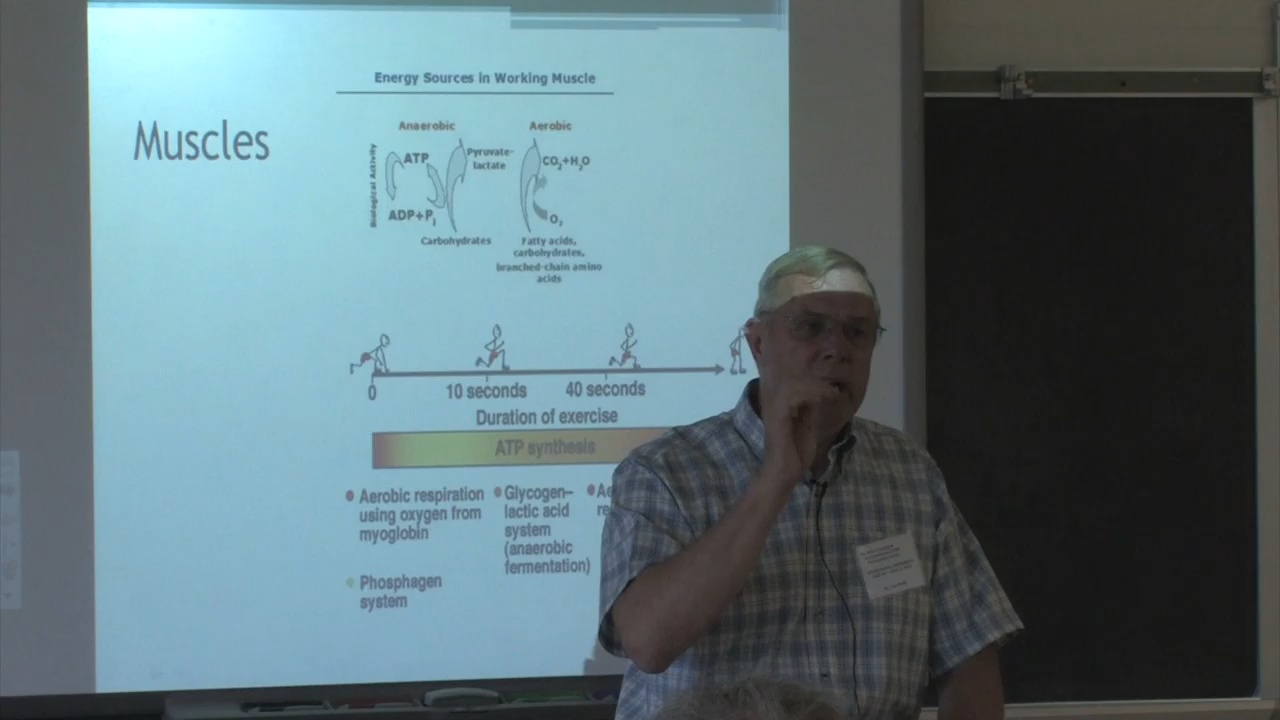 Energy Sources in Working Muscle
Muscles
Anaerobic
Aerobic
Biological Activity
ATP
ADP+Pi
Pyruvate-
lactate
Carbohydrates
CO2+H2O
O2
Fatty acids,
carbohydrates,
branched-chain amino
acids
0
10 seconds
40 seconds
Duration of exercise
ATP synthesis
Aerobic respiration
using oxygen from
myoglobin
Phosphagen
system
Glycogen–
lactic acid
system
(anaerobic
fermentation)
Ae
re